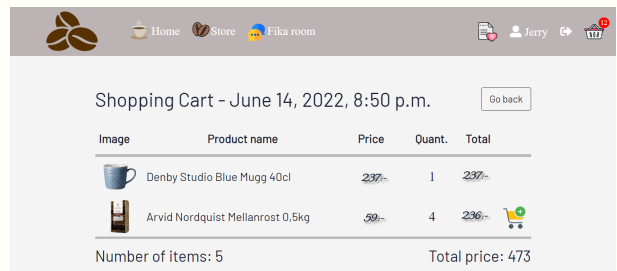 Home Store Fika room Jerry 12
Shopping Cart - June 14, 2022, 8:50 p.m. Go back
Image Product name Price Quant. Total
Denby Studio Blue Mugg 40cl 237:- 1 237:-
Arvid Nordquist Mellanrost 0,5kg 59:- 4 236:-
Number of items: 5 Total price: 473